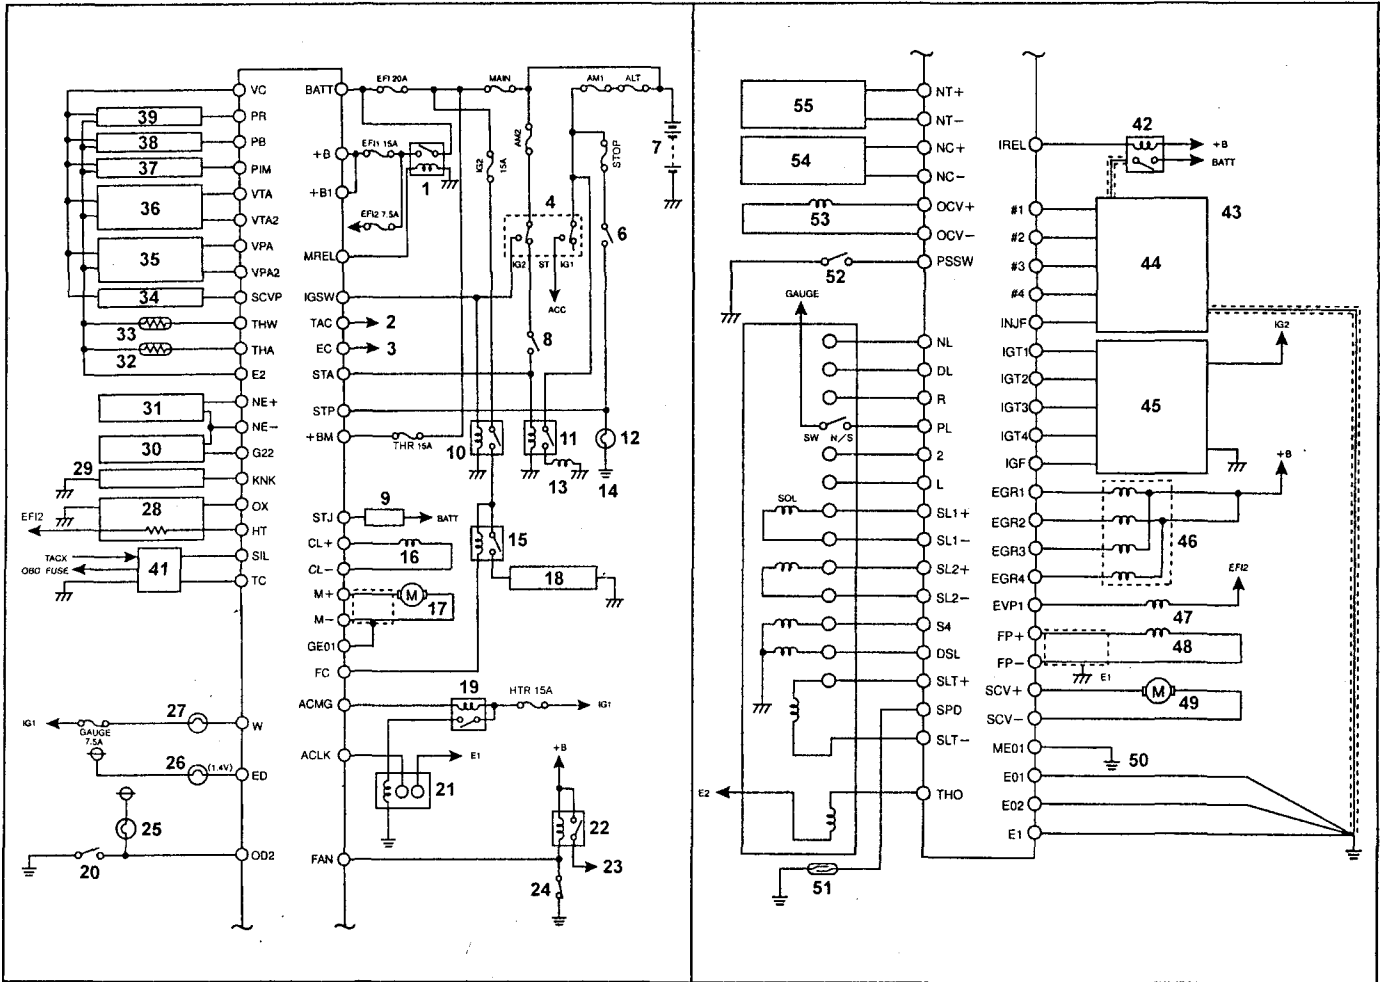 VC
BATT
EFI 20A
MAIN
AM1
ALT
39
PR
38
PB
+B
EFI1 15A
IG2
15A
AM2
STOP
7
37
PIM
1
VTA
+B1
36
VTA2
EFI2 7.5A
4
6
VPA
MREL
35
VPA2
IG2
ST
IG1
34
SCVP
IGSW
ACC
33
THW
TAC
2
32
THA
EC
3
8
E2
STA
31
NE+
STP
NE-
+BM
THR 15A
10
11
12
30
G22
29
KNK
13
14
28
OX
EFI2
HT
STJ
9
BATT
15
TACX
SIL
CL+
16
OBD FUSE
41
TC
CL-
18
M+
M
17
M-
GE01
FC
19
HTR 15A
ACMG
IG1
IG1
27
W
GAUGE
7.5A
ACLK
E1
+B
26
(1.4V)
ED
21
25
22
20
OD2
FAN
23
24
55
NT+
NT-
54
NC+
NC-
IREL
42
+B
BATT
53
OCV+
OCV-
#1
43
#2
52
PSSW
#3
44
GAUGE
#4
INJF
IG2
NL
IGT1
DL
IGT2
R
IGT3
45
SW
N/S
PL
IGT4
2
IGF
+B
L
EGR1
SOL
SL1+
EGR2
SL1-
EGR3
46
SL2+
EGR4
EFI2
SL2-
EVP1
47
S4
FP+
48
DSL
FP-
E1
SLT+
SCV+
M
49
SPD
SCV-
SLT-
ME01
50
E01
E2
THO
E02
E1
51